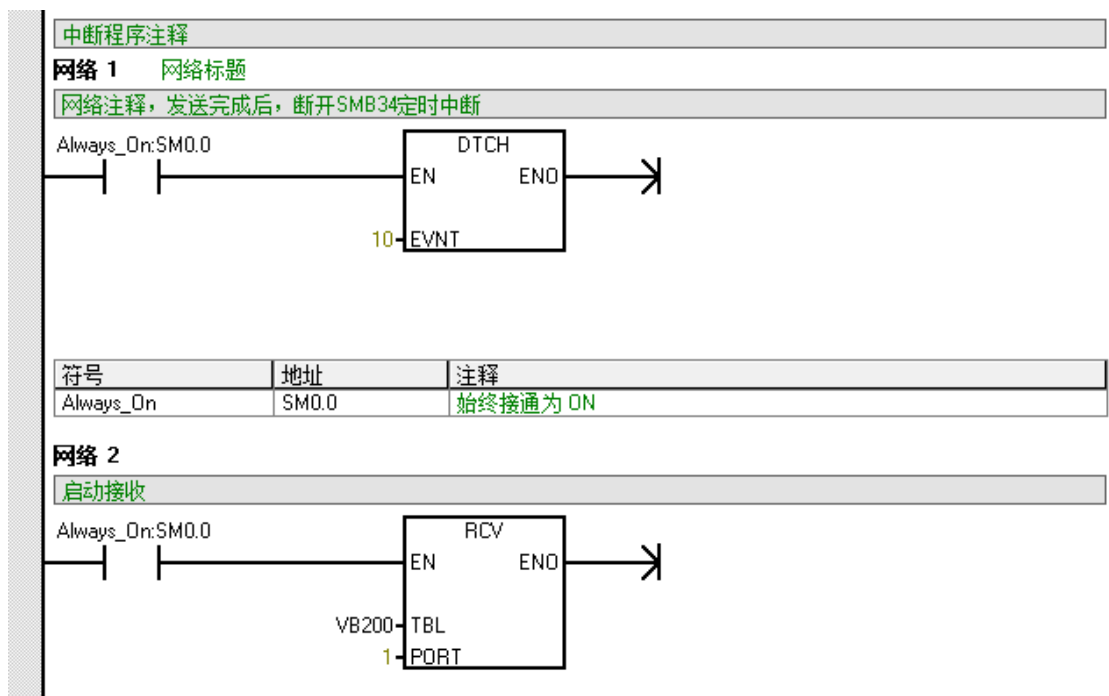 中断程序注释
网络 1 网络标题
网络注释，发送完成后，断开SMB34定时中断
Always_On:SM0.0
DTCH
EN ENO
10 EVNT
符号 地址 注释
Always_On SM0.0 始终接通为 ON
网络 2
启动接收
Always_On:SM0.0
RCV
EN ENO
VB200 TBL
1 PORT